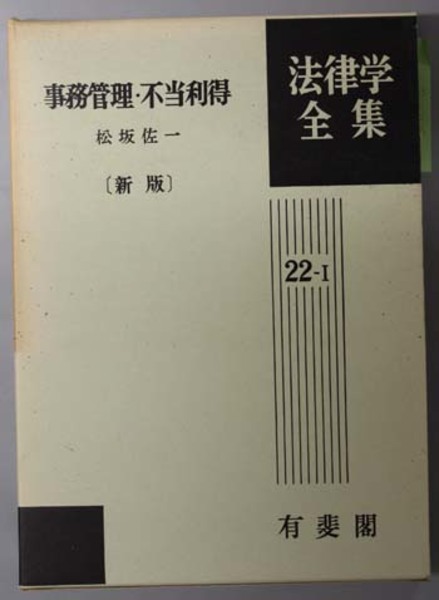 事務管理・不当利得
松坂佐一
〔新版〕
法律学
全集
22-I
有斐閣